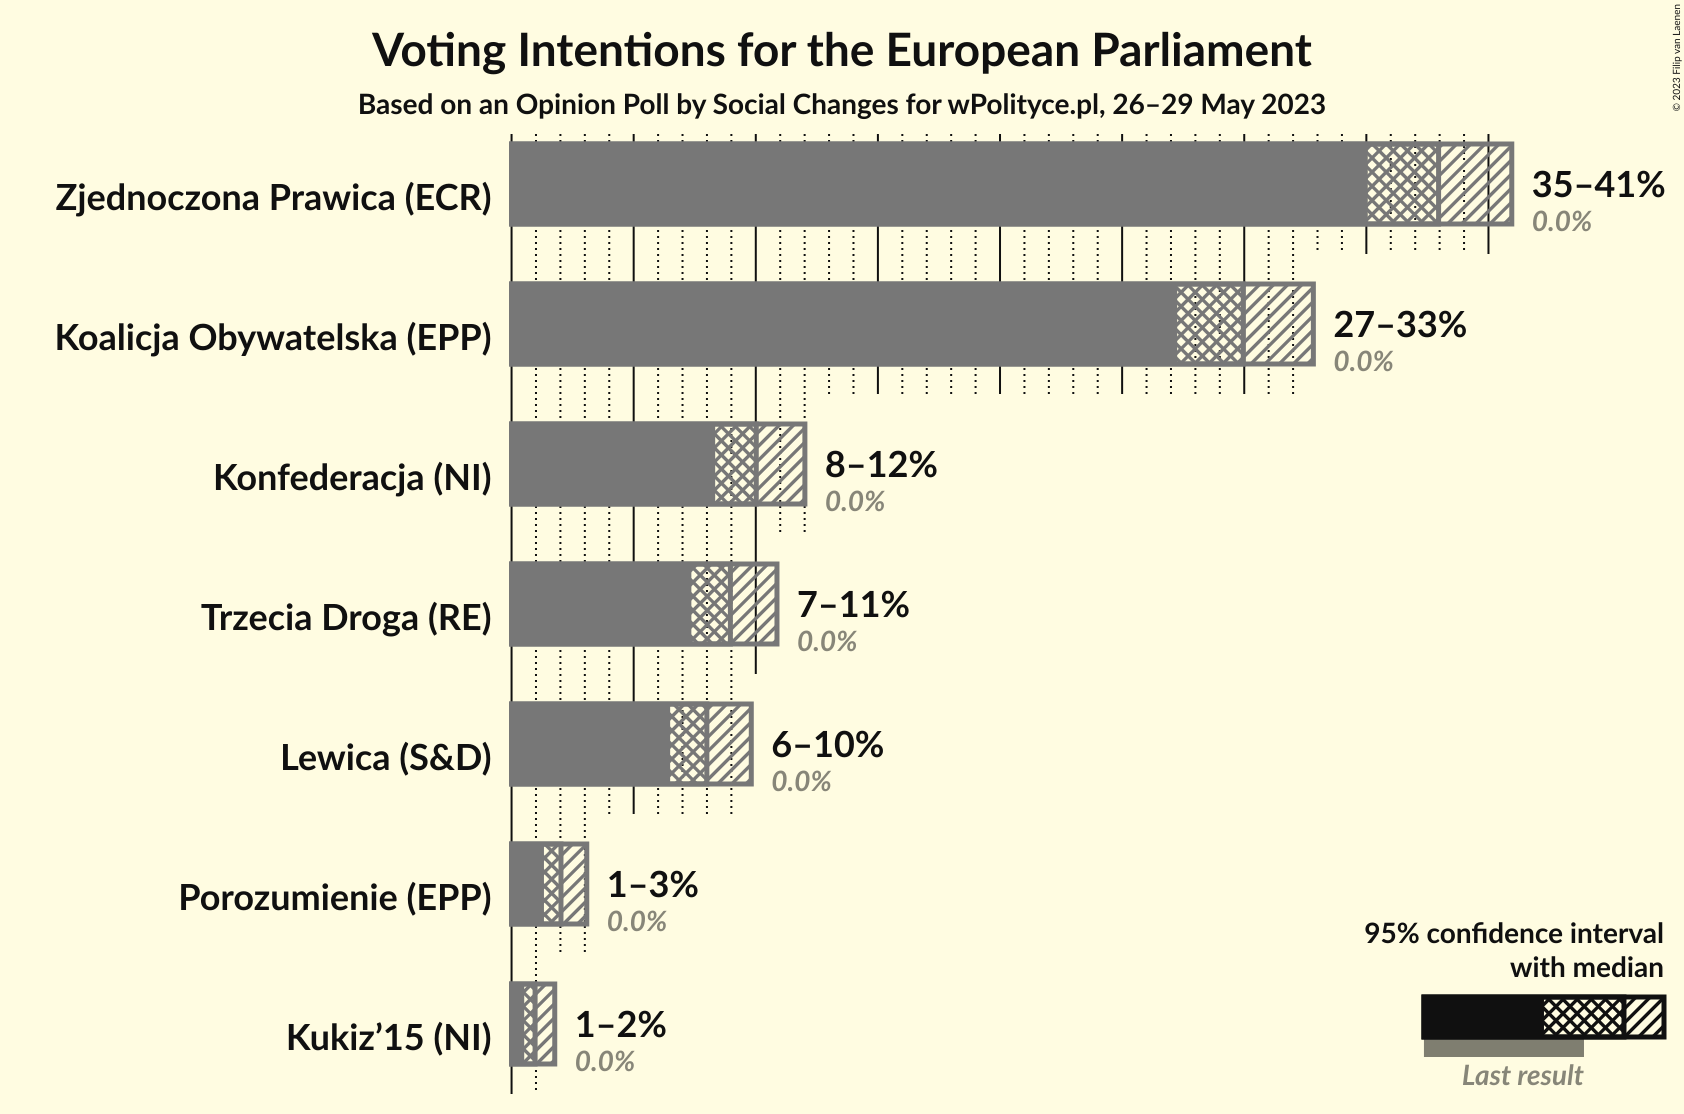 Voting Intentions for the European Parliament
Based on an Opinion Poll by Social Changes for wPolityce.pl, 26–29 May 2023
© 2023 Filip van Laenen
Zjednoczona Prawica (ECR)
35–41%
0.0%
Koalicja Obywatelska (EPP)
27–33%
0.0%
Konfederacja (NI)
8–12%
0.0%
Trzecia Droga (RE)
7–11%
0.0%
Lewica (S&D)
6–10%
0.0%
Porozumienie (EPP)
1–3%
0.0%
Kukiz’15 (NI)
1–2%
0.0%
95% confidence interval
with median
Last result